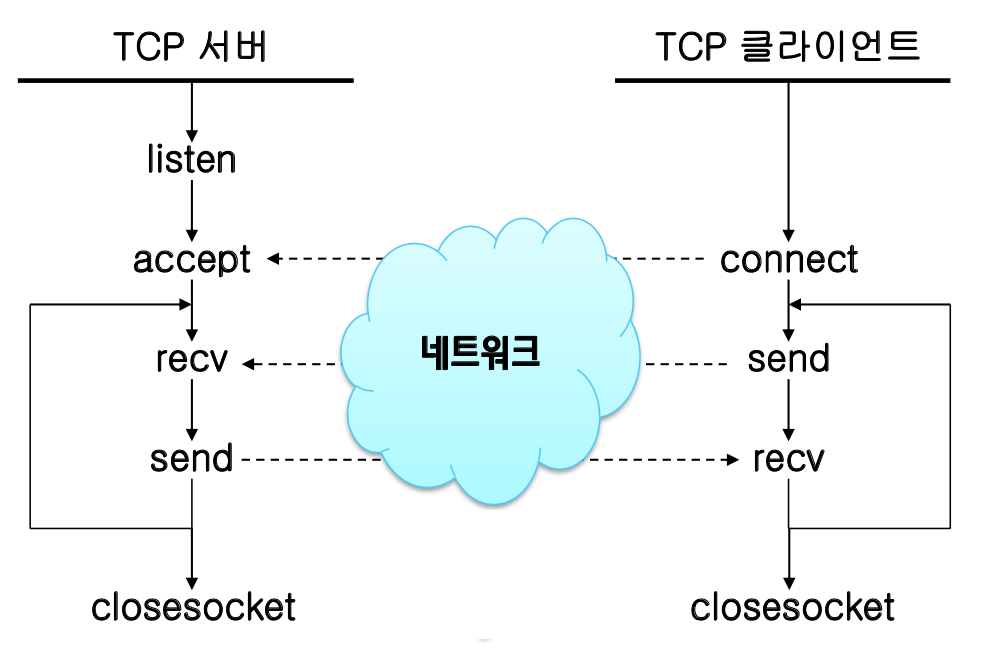 TCP 서버
TCP 클라이언트
listen
accept
connect
네트워크
recv
send
send
recv
closesocket
closesocket